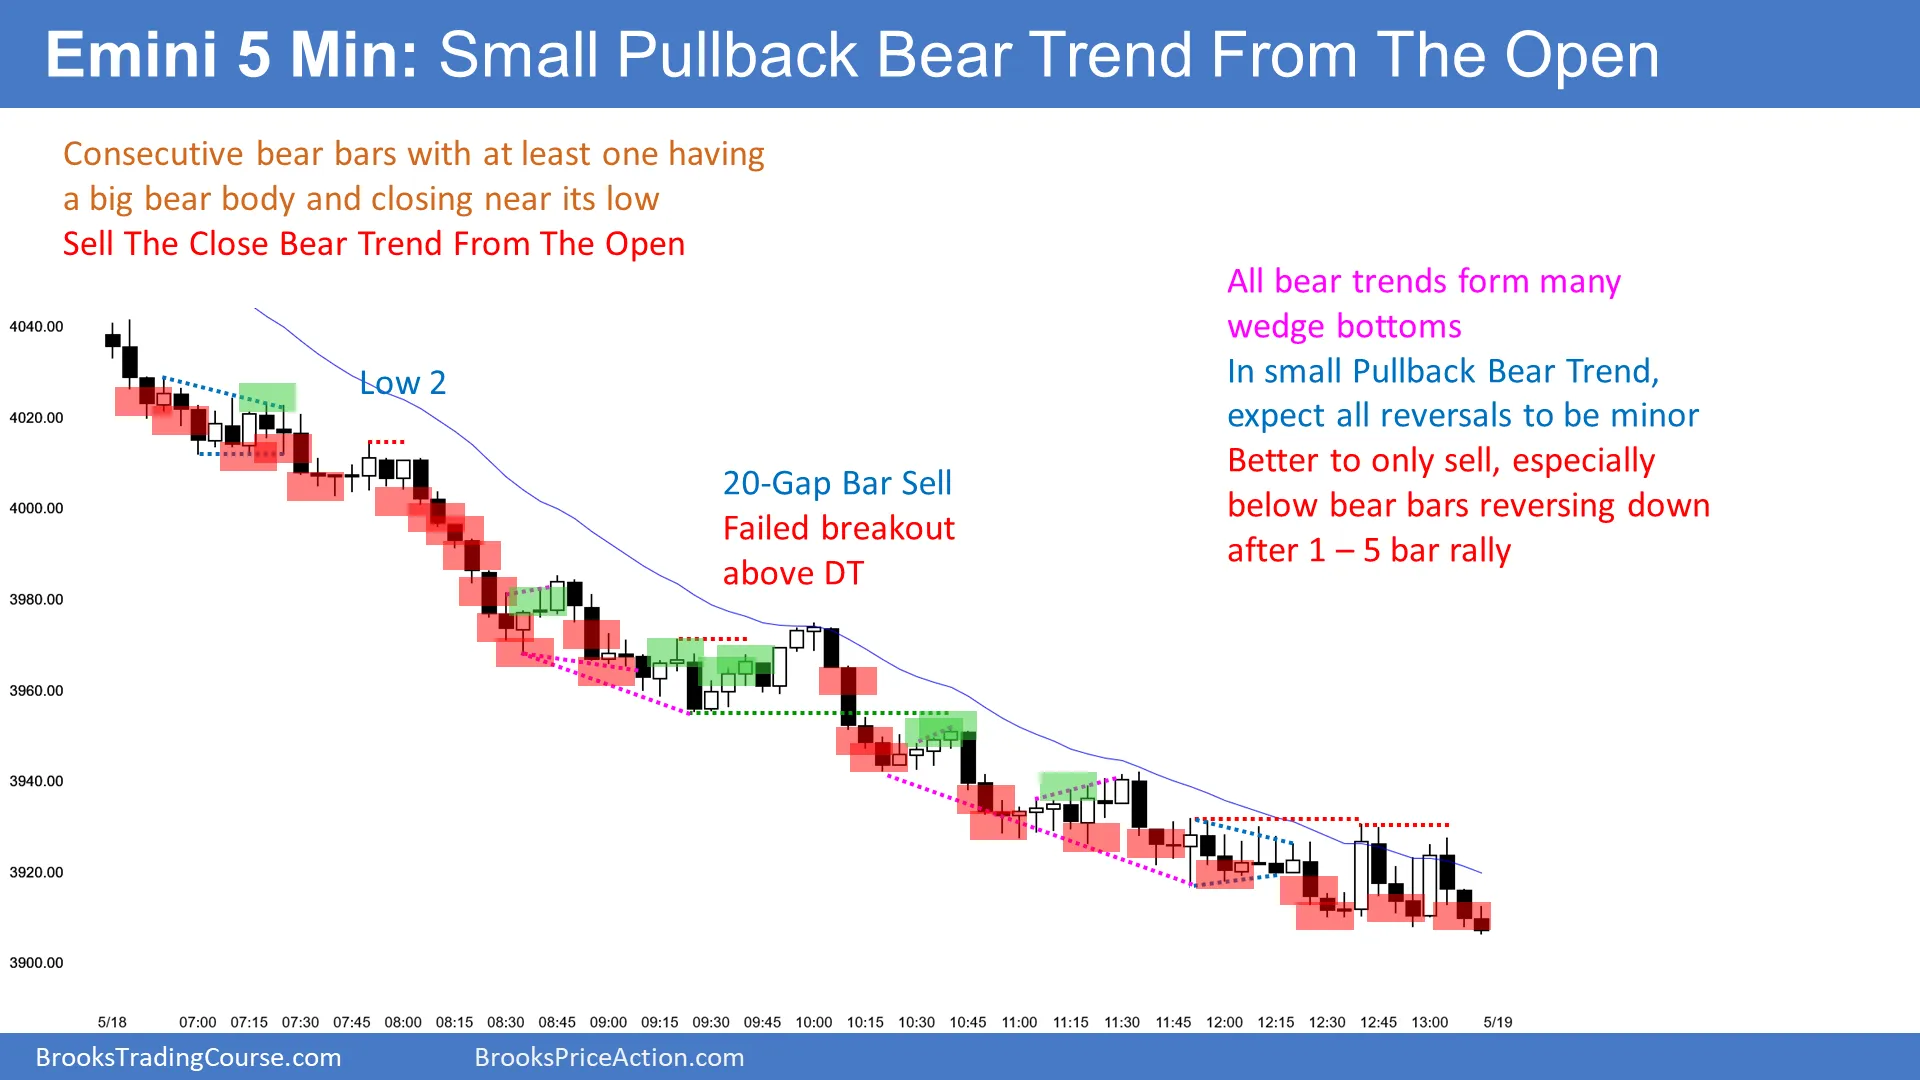 Emini 5 Min: Small Pullback Bear Trend From The Open
Consecutive bear bars with at least one having
a big bear body and closing near its low
Sell The Close Bear Trend From The Open
All bear trends form many
wedge bottoms
In small Pullback Bear Trend,
expect all reversals to be minor
Better to only sell, especially
below bear bars reversing down
after 1 – 5 bar rally
Low 2
20-Gap Bar Sell
Failed breakout
above DT
4040.00
4020.00
4000.00
3980.00
3960.00
3940.00
3920.00
3900.00
5/18 07:00 07:15 07:30 07:45 08:00 08:15 08:30 08:45 09:00 09:15 09:30 09:45 10:00 10:15 10:30 10:45 11:00 11:15 11:30 11:45 12:00 12:15 12:30 12:45 13:00 5/19
BrooksTradingCourse.com BrooksPriceAction.com